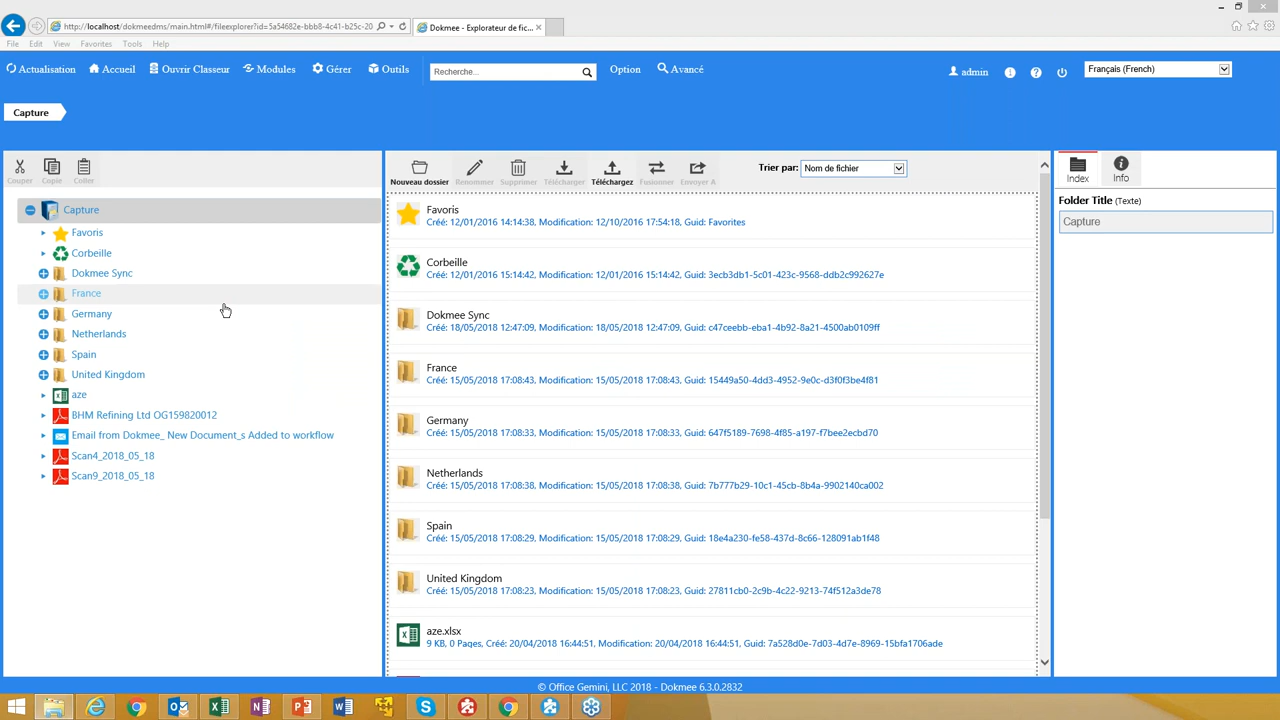 http://localhost/dokmeedms/main.html#/fileexplorer?id=5a54682e-bbb8-4c41-b25c-20
Dokmee - Explorateur de fic...
File Edit View Favorites Tools Help
Actualisation Accueil Ouvrir Classeur Modules Gérer Outils Recherche... Option Avancé admin Français (French)
Capture
Couper Copie Coller
Nouveau dossier Renommer Supprimer Télécharger Téléchargez Fusionner Envoyer A Trier par: Nom de fichier
Index Info
Folder Title (Texte)
Capture
Capture
Favoris
Corbeille
Dokmee Sync
France
Germany
Netherlands
Spain
United Kingdom
aze
BHM Refining Ltd OG159820012
Email from Dokmee_ New Document_s Added to workflow
Scan4_2018_05_18
Scan9_2018_05_18
Favoris
Créé: 12/01/2016 14:14:38, Modification: 12/10/2016 17:54:18, Guid: Favorites
Corbeille
Créé: 12/01/2016 15:14:42, Modification: 12/01/2016 15:14:42, Guid: 3ecb3db1-5c01-423c-9568-ddb2c992627e
Dokmee Sync
Créé: 18/05/2018 12:47:09, Modification: 18/05/2018 12:47:09, Guid: c47ceebb-eba1-4b92-8a21-4500ab0109ff
France
Créé: 15/05/2018 17:08:43, Modification: 15/05/2018 17:08:43, Guid: 15449a50-4dd3-4952-9e0c-d3f0f3be4f81
Germany
Créé: 15/05/2018 17:08:33, Modification: 15/05/2018 17:08:33, Guid: 647f5189-7698-4f85-a197-f7bee2ecbd70
Netherlands
Créé: 15/05/2018 17:08:38, Modification: 15/05/2018 17:08:38, Guid: 7b777b29-10c1-45cb-8b4a-9902140ca002
Spain
Créé: 15/05/2018 17:08:29, Modification: 15/05/2018 17:08:29, Guid: 18e4a230-fe58-437d-8c66-128091ab1f48
United Kingdom
Créé: 15/05/2018 17:08:23, Modification: 15/05/2018 17:08:23, Guid: 27811cb0-2c9b-4c22-9213-74f512a3de78
aze.xlsx
9 KB, 0 Pages, Créé: 20/04/2018 16:44:51, Modification: 20/04/2018 16:44:51, Guid: 7a528d0e-7d03-4d7e-8969-15bfa1706ade
© Office Gemini, LLC 2018 - Dokmee 6.3.0.2832